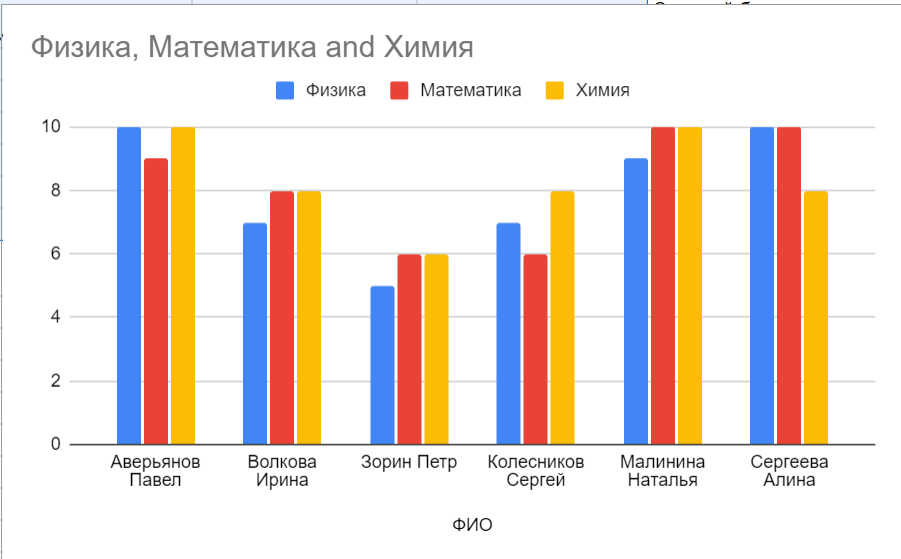 Физика, Математика and Химия
Физика Математика Химия
10
8
6
4
2
0
Аверьянов Павел
Волкова Ирина
Зорин Петр
Колесников Сергей
Малинина Наталья
Сергеева Алина
ФИО